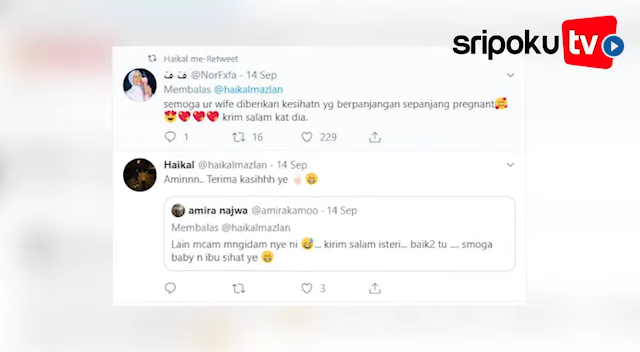 sripoku tv
Haikal me-Retweet
ف ف @NorFxfa · 14 Sep
Membalas @haikalmazlan
semoga ur wife diberikan kesihatn yg berpanjangan sepanjang pregnant🥰
😍💖💖💖 krim salam kat dia.
1 16 229
Haikal @haikalmazlan · 14 Sep
Aminnn.. Terima kasihhh ye ☝🏻😁
amira najwa @amirakamoo · 14 Sep
Membalas @haikalmazlan
Lain mcam mngidam nye ni 😅... kirim salam isteri... baik2 tu .... smoga
baby n ibu sihat ye 😁
3